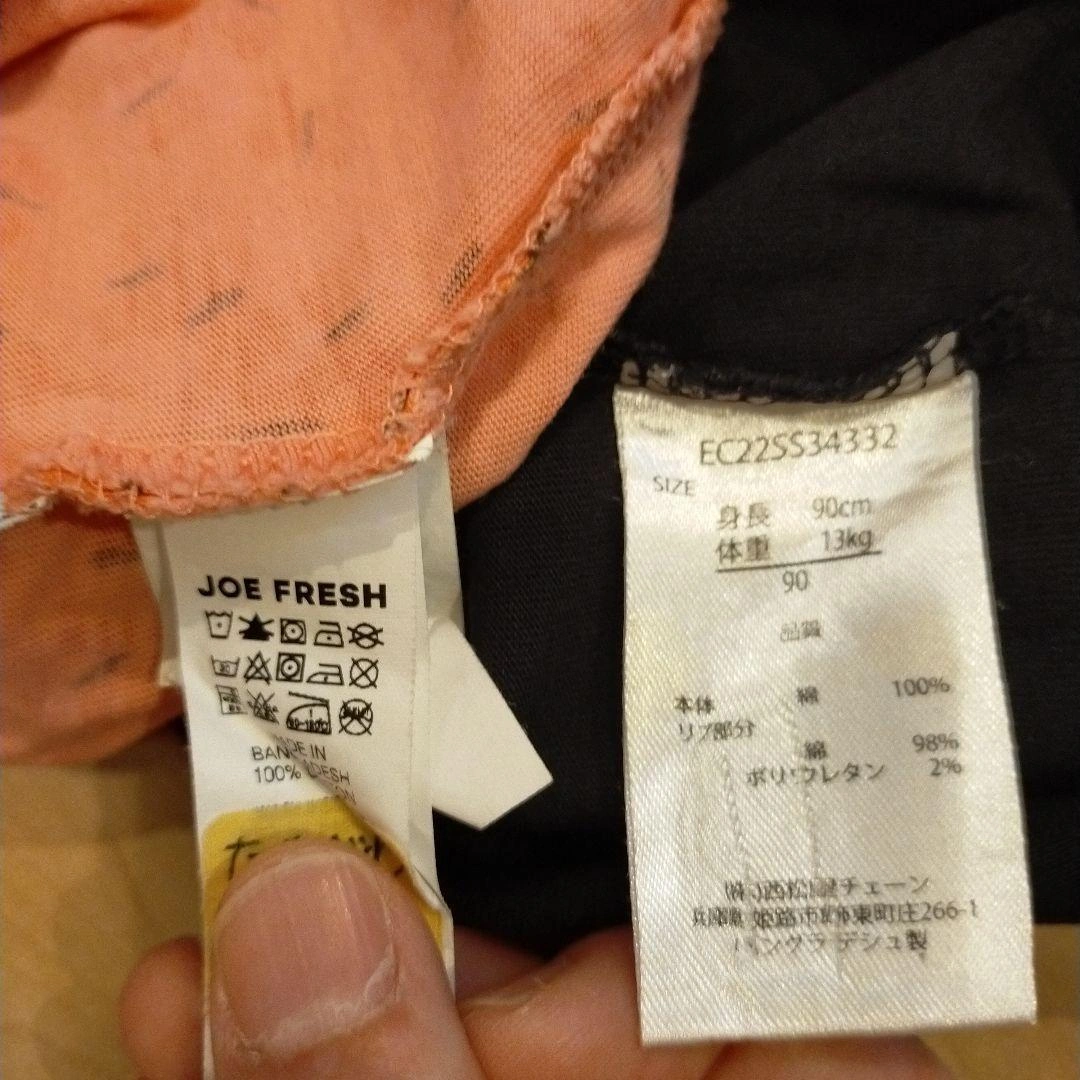 JOE FRESH
MADE IN
BANGLADESH
100%
EC22SS34332
SIZE
身長 90cm
体重 13kg
90
品質
本体 綿 100%
リブ部分
綿 98%
ポリウレタン 2%
(株)西松屋チェーン
兵庫県 姫路市飾東町庄266-1
バングラデシュ製